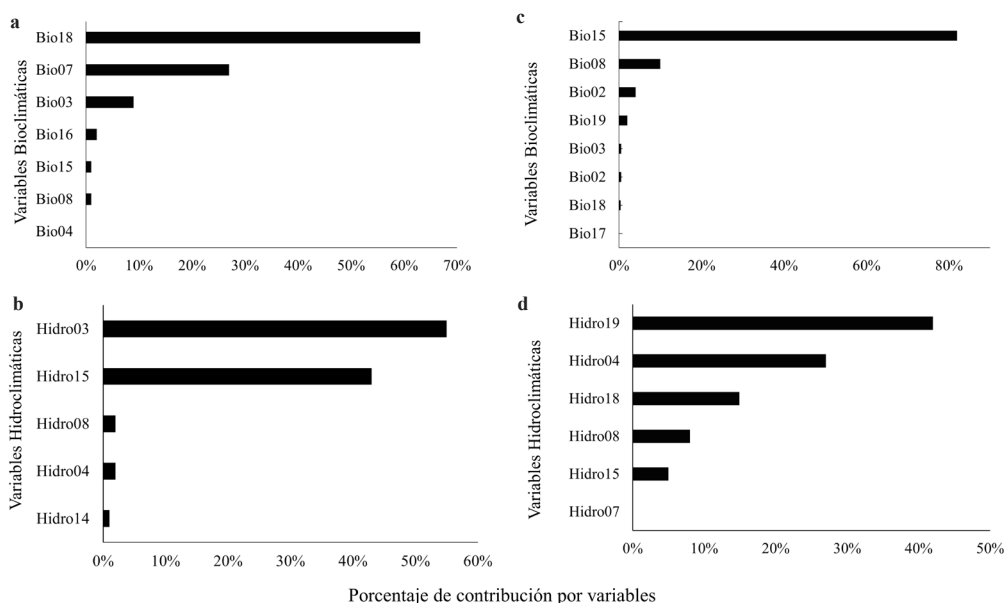 a
Variables Bioclimáticas
Bio18
Bio07
Bio03
Bio16
Bio15
Bio08
Bio04
0% 10% 20% 30% 40% 50% 60% 70%
b
Variables Hidroclimáticas
Hidro03
Hidro15
Hidro08
Hidro04
Hidro14
0% 10% 20% 30% 40% 50% 60%
c
Variables Bioclimáticas
Bio15
Bio08
Bio02
Bio19
Bio03
Bio02
Bio18
Bio17
0% 20% 40% 60% 80%
d
Variables Hidroclimáticas
Hidro19
Hidro04
Hidro18
Hidro08
Hidro15
Hidro07
0% 10% 20% 30% 40% 50%
Porcentaje de contribución por variables